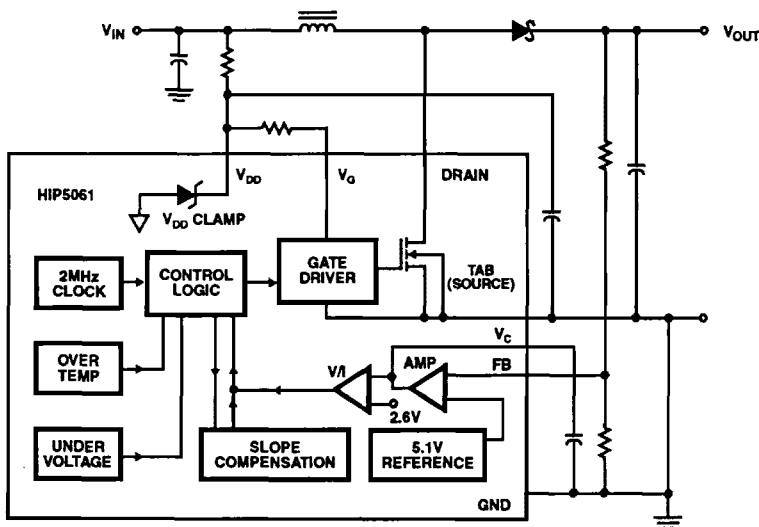 VIN
VOUT
HIP5061
VDD
VG
DRAIN
VDD CLAMP
2MHz
CLOCK
CONTROL
LOGIC
GATE
DRIVER
TAB
(SOURCE)
VC
OVER
TEMP
V/I
AMP
FB
2.6V
UNDER
VOLTAGE
SLOPE
COMPENSATION
5.1V
REFERENCE
GND